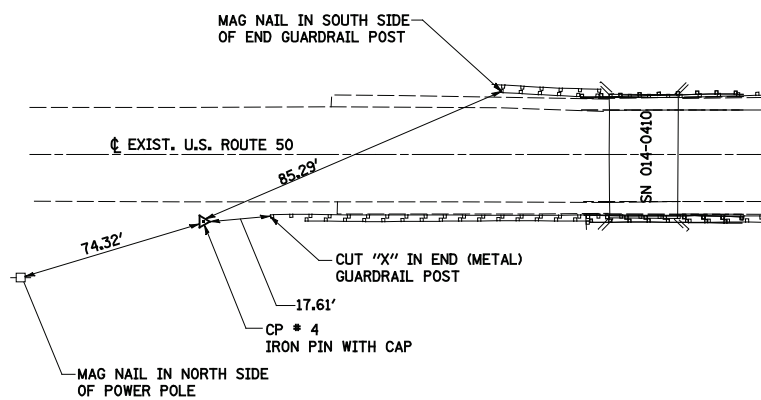 MAG NAIL IN SOUTH SIDE
OF END GUARDRAIL POST
℄ EXIST. U.S. ROUTE 50
85.29'
SN 014-0410
74.32'
CUT "X" IN END (METAL)
GUARDRAIL POST
17.61'
CP # 4
IRON PIN WITH CAP
MAG NAIL IN NORTH SIDE
OF POWER POLE